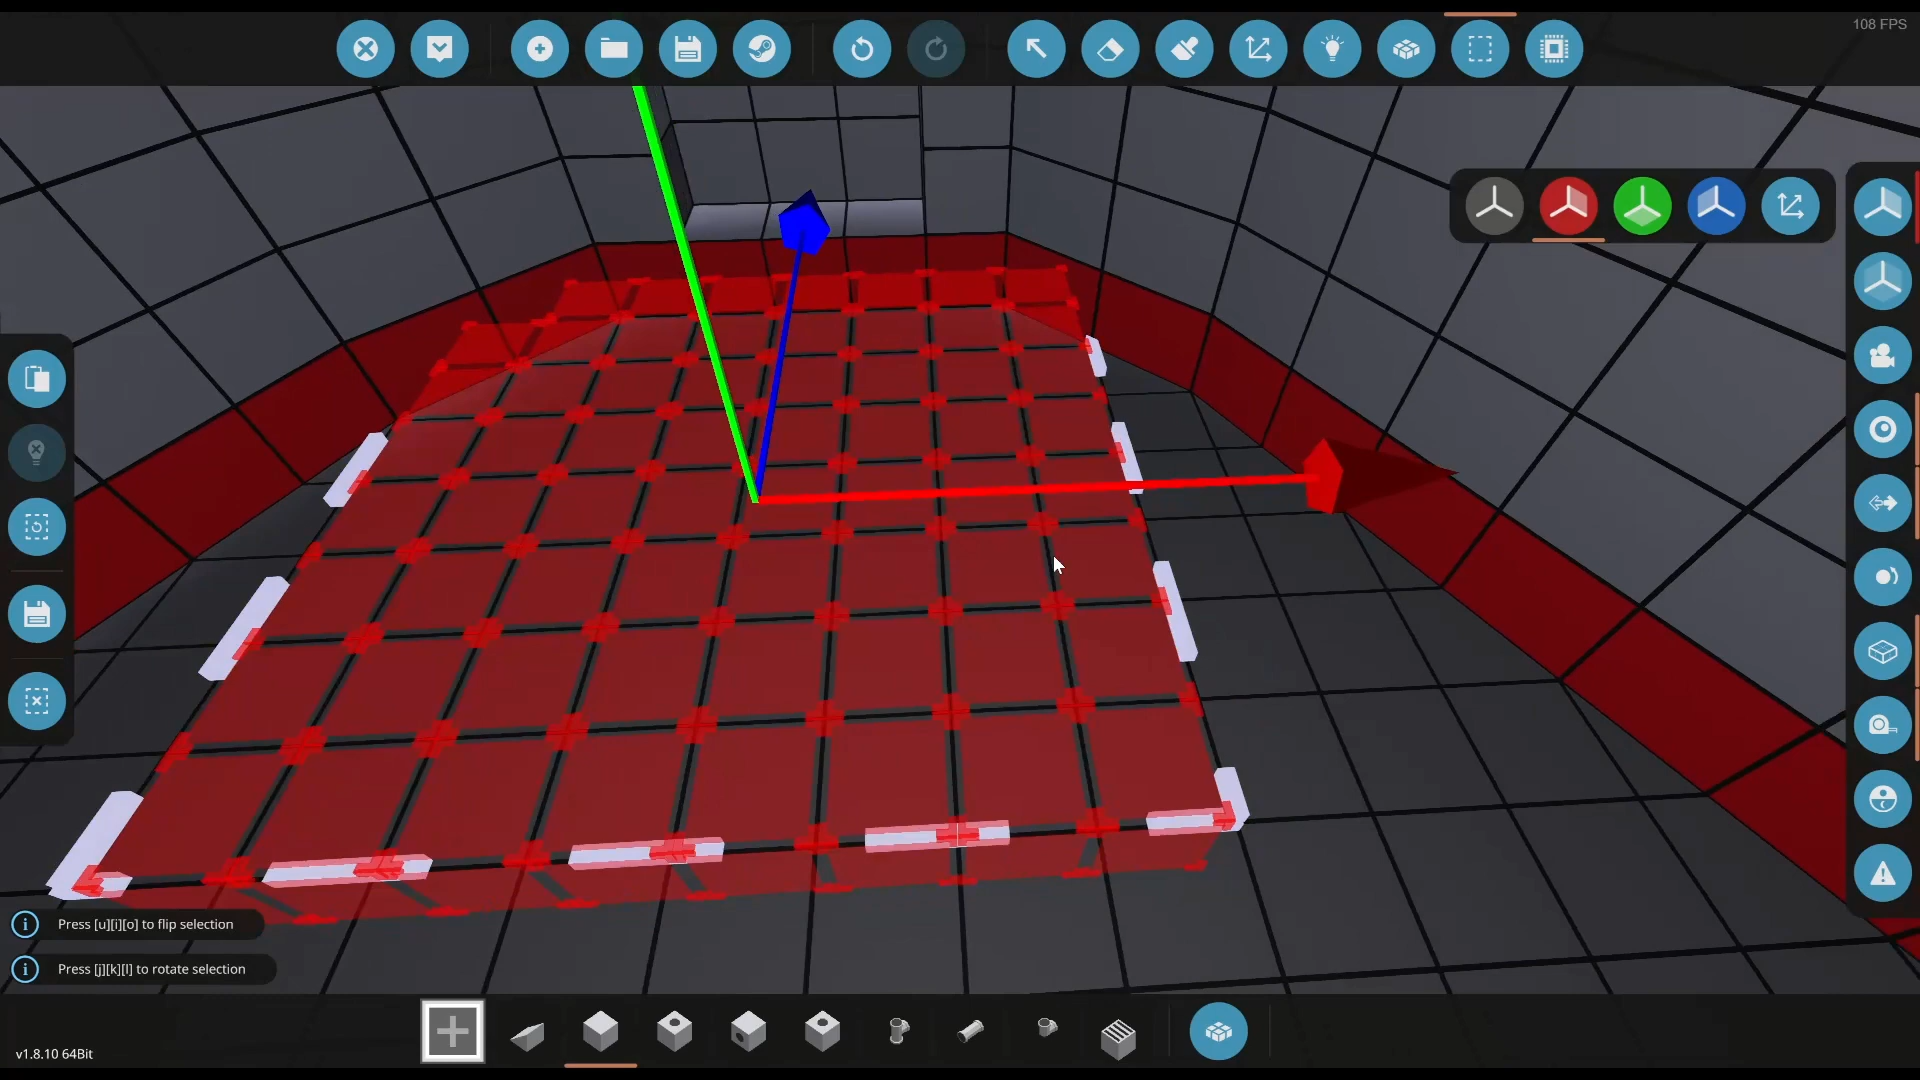 108 FPS
Press [u][i][o] to flip selection
Press [j][k][l] to rotate selection
v1.8.10 64Bit